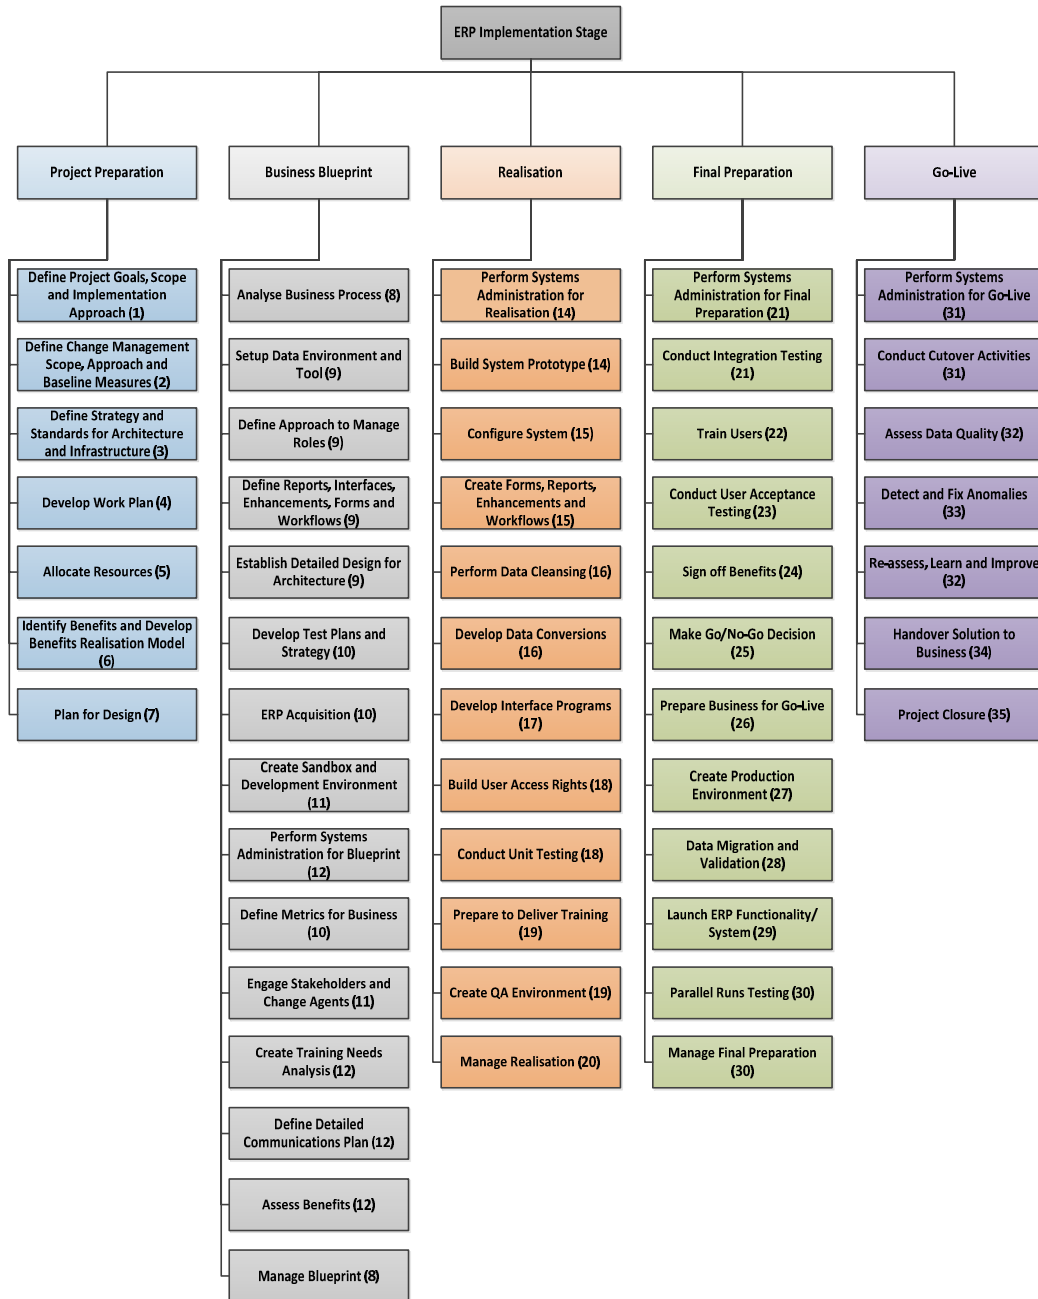 ERP Implementation Stage
Project Preparation
Business Blueprint
Realisation
Final Preparation
Go-Live
Define Project Goals, Scope
and Implementation
Approach (1)
Define Change Management
Scope, Approach and
Baseline Measures (2)
Define Strategy and
Standards for Architecture
and Infrastructure (3)
Develop Work Plan (4)
Allocate Resources (5)
Identify Benefits and Develop
Benefits Realisation Model
(6)
Plan for Design (7)
Analyse Business Process (8)
Setup Data Environment and
Tool (9)
Define Approach to Manage
Roles (9)
Define Reports, Interfaces,
Enhancements, Forms and
Workflows (9)
Establish Detailed Design for
Architecture (9)
Develop Test Plans and
Strategy (10)
ERP Acquisition (10)
Create Sandbox and
Development Environment
(11)
Perform Systems
Administration for Blueprint
(12)
Define Metrics for Business
(10)
Engage Stakeholders and
Change Agents (11)
Create Training Needs
Analysis (12)
Define Detailed
Communications Plan (12)
Assess Benefits (12)
Manage Blueprint (8)
Perform Systems
Administration for
Realisation (14)
Build System Prototype (14)
Configure System (15)
Create Forms, Reports,
Enhancements and
Workflows (15)
Perform Data Cleansing (16)
Develop Data Conversions
(16)
Develop Interface Programs
(17)
Build User Access Rights (18)
Conduct Unit Testing (18)
Prepare to Deliver Training
(19)
Create QA Environment (19)
Manage Realisation (20)
Perform Systems
Administration for Final
Preparation (21)
Conduct Integration Testing
(21)
Train Users (22)
Conduct User Acceptance
Testing (23)
Sign off Benefits (24)
Make Go/No-Go Decision
(25)
Prepare Business for Go-Live
(26)
Create Production
Environment (27)
Data Migration and
Validation (28)
Launch ERP Functionality/
System (29)
Parallel Runs Testing (30)
Manage Final Preparation
(30)
Perform Systems
Administration for Go-Live
(31)
Conduct Cutover Activities
(31)
Assess Data Quality (32)
Detect and Fix Anomalies
(33)
Re-assess, Learn and Improve
(32)
Handover Solution to
Business (34)
Project Closure (35)